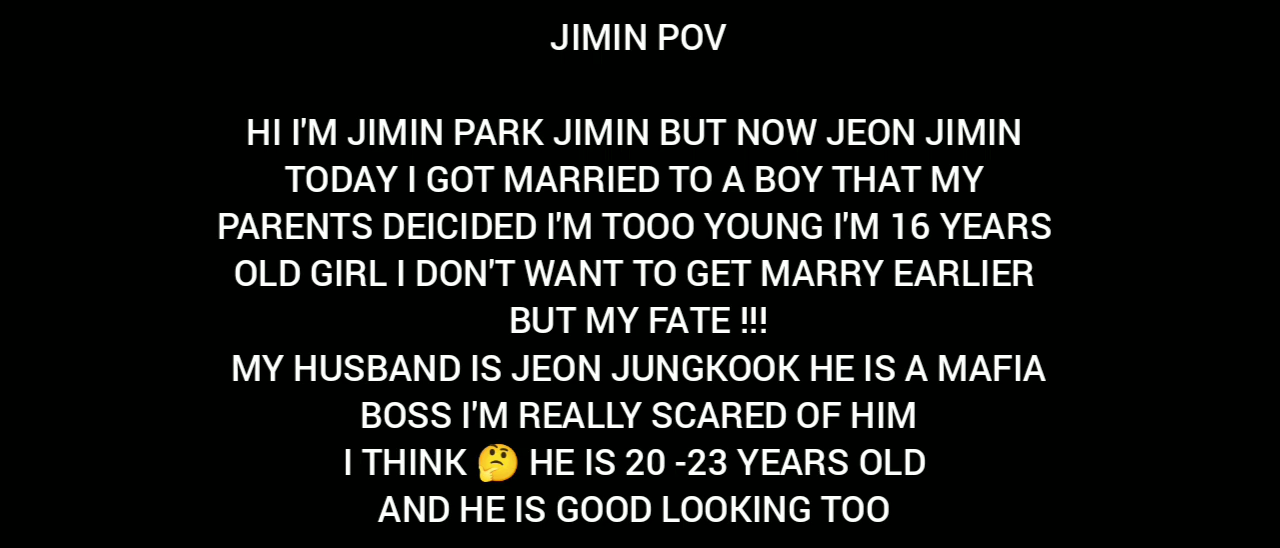 JIMIN POV
HI I'M JIMIN PARK JIMIN BUT NOW JEON JIMIN
TODAY I GOT MARRIED TO A BOY THAT MY
PARENTS DEICIDED I'M TOOO YOUNG I'M 16 YEARS
OLD GIRL I DON'T WANT TO GET MARRY EARLIER
BUT MY FATE !!!
MY HUSBAND IS JEON JUNGKOOK HE IS A MAFIA
BOSS I'M REALLY SCARED OF HIM
I THINK 🤔 HE IS 20 -23 YEARS OLD
AND HE IS GOOD LOOKING TOO